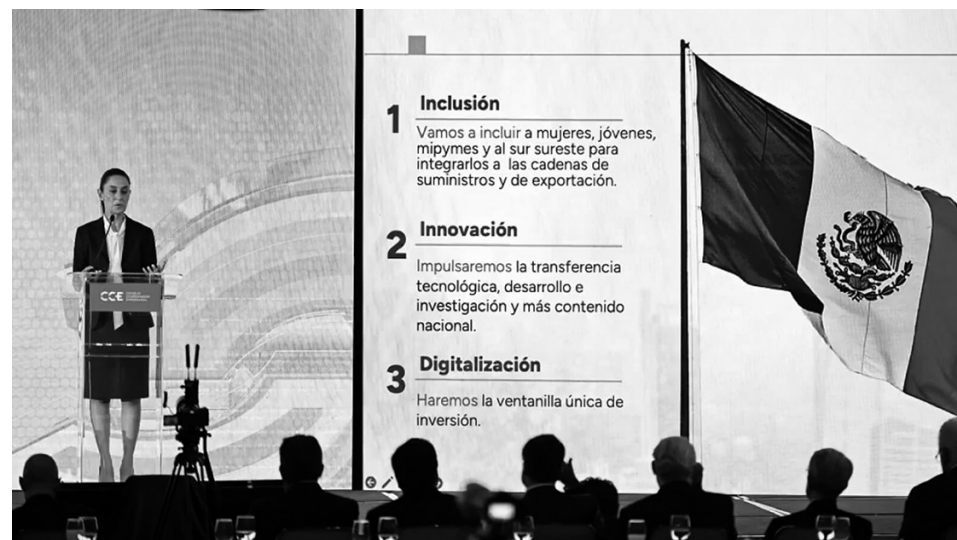 1
Inclusión
Vamos a incluir a mujeres, jóvenes,
mipymes y al sur sureste para
integrarlos a las cadenas de
suministros y de exportación.
2
Innovación
Impulsaremos la transferencia
tecnológica, desarrollo e
investigación y más contenido
nacional.
3
Digitalización
Haremos la ventanilla única de
inversión.
CCE